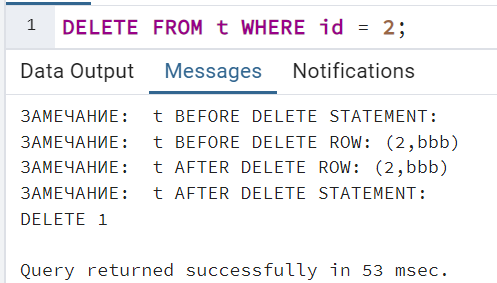 1 DELETE FROM t WHERE id = 2;
Data Output Messages Notifications
ЗАМЕЧАНИЕ:  t BEFORE DELETE STATEMENT:
ЗАМЕЧАНИЕ:  t BEFORE DELETE ROW: (2,bbb)
ЗАМЕЧАНИЕ:  t AFTER DELETE ROW: (2,bbb)
ЗАМЕЧАНИЕ:  t AFTER DELETE STATEMENT:
DELETE 1
Query returned successfully in 53 msec.